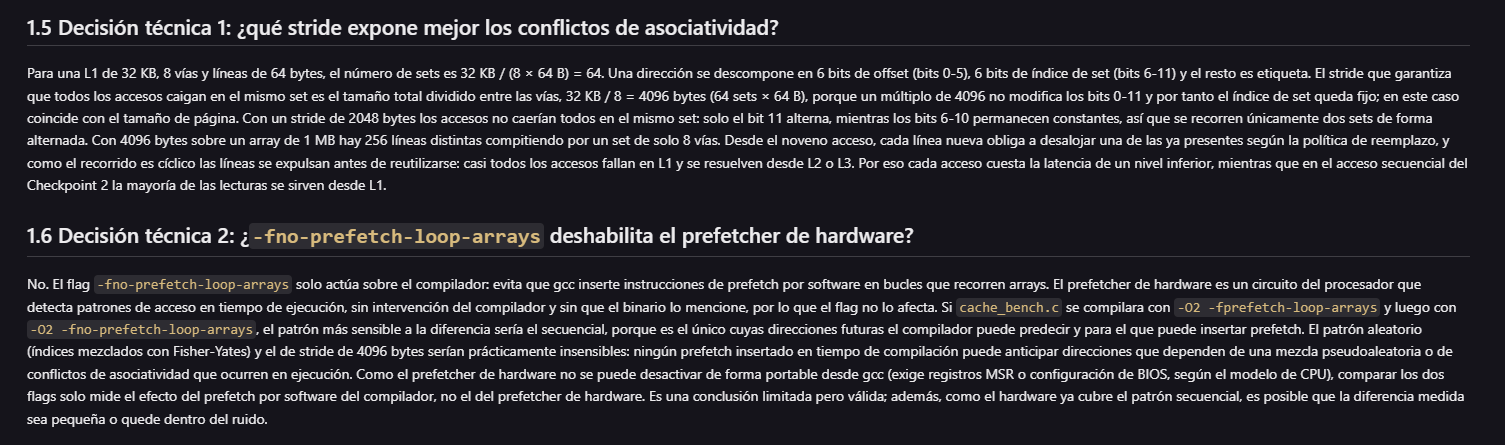 1.5 Decisión técnica 1: ¿qué stride expone mejor los conflictos de asociatividad?
Para una L1 de 32 KB, 8 vías y líneas de 64 bytes, el número de sets es 32 KB / (8 × 64 B) = 64. Una dirección se descompone en 6 bits de offset (bits 0-5), 6 bits de índice de set (bits 6-11) y el resto es etiqueta. El stride que garantiza
que todos los accesos caigan en el mismo set es el tamaño total dividido entre las vías, 32 KB / 8 = 4096 bytes (64 sets × 64 B), porque un múltiplo de 4096 no modifica los bits 0-11 y por tanto el índice de set queda fijo; en este caso
coincide con el tamaño de página. Con un stride de 2048 bytes los accesos no caerían todos en el mismo set: solo el bit 11 alterna, mientras los bits 6-10 permanecen constantes, así que se recorren únicamente dos sets de forma
alternada. Con 4096 bytes sobre un array de 1 MB hay 256 líneas distintas compitiendo por un set de solo 8 vías. Desde el noveno acceso, cada línea nueva obliga a desalojar una de las ya presentes según la política de reemplazo, y
como el recorrido es cíclico las líneas se expulsan antes de reutilizarse: casi todos los accesos fallan en L1 y se resuelven desde L2 o L3. Por eso cada acceso cuesta la latencia de un nivel inferior, mientras que en el acceso secuencial del
Checkpoint 2 la mayoría de las lecturas se sirven desde L1.
1.6 Decisión técnica 2: ¿-fno-prefetch-loop-arrays deshabilita el prefetcher de hardware?
No. El flag -fno-prefetch-loop-arrays solo actúa sobre el compilador: evita que gcc inserte instrucciones de prefetch por software en bucles que recorren arrays. El prefetcher de hardware es un circuito del procesador que
detecta patrones de acceso en tiempo de ejecución, sin intervención del compilador y sin que el binario lo mencione, por lo que el flag no lo afecta. Si cache_bench.c se compilara con -O2 -fprefetch-loop-arrays y luego con
-O2 -fno-prefetch-loop-arrays, el patrón más sensible a la diferencia sería el secuencial, porque es el único cuyas direcciones futuras el compilador puede predecir y para el que puede insertar prefetch. El patrón aleatorio
(índices mezclados con Fisher-Yates) y el de stride de 4096 bytes serían prácticamente insensibles: ningún prefetch insertado en tiempo de compilación puede anticipar direcciones que dependen de una mezcla pseudoaleatoria o de
conflictos de asociatividad que ocurren en ejecución. Como el prefetcher de hardware no se puede desactivar de forma portable desde gcc (exige registros MSR o configuración de BIOS, según el modelo de CPU), comparar los dos
flags solo mide el efecto del prefetch por software del compilador, no el del prefetcher de hardware. Es una conclusión limitada pero válida; además, como el hardware ya cubre el patrón secuencial, es posible que la diferencia medida
sea pequeña o quede dentro del ruido.